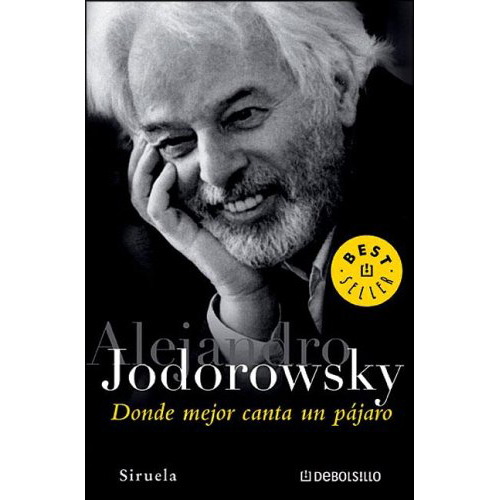 BEST
SELLER
Alejandro
Jodorowsky
Donde mejor canta un pájaro
Siruela
DEBOLSILLO